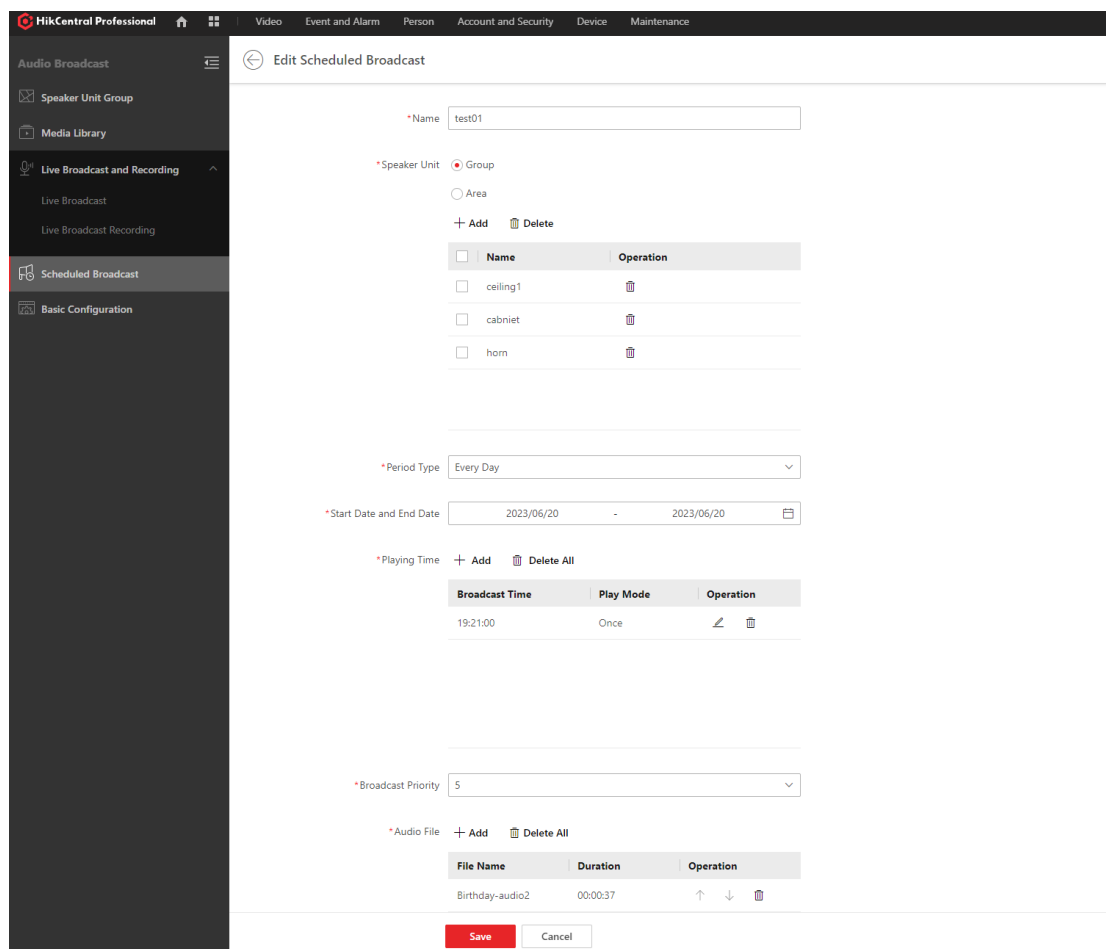 HikCentral Professional Video Event and Alarm Person Account and Security Device Maintenance
Audio Broadcast
Speaker Unit Group
Media Library
Live Broadcast and Recording
Live Broadcast
Live Broadcast Recording
Scheduled Broadcast
Basic Configuration
Edit Scheduled Broadcast
*Name test01
*Speaker Unit Group
Area
+ Add Delete
Name Operation
ceiling1
cabniet
horn
*Period Type Every Day
*Start Date and End Date 2023/06/20 - 2023/06/20
*Playing Time + Add Delete All
Broadcast Time Play Mode Operation
19:21:00 Once
*Broadcast Priority 5
*Audio File + Add Delete All
File Name Duration Operation
Birthday-audio2 00:00:37
Save Cancel